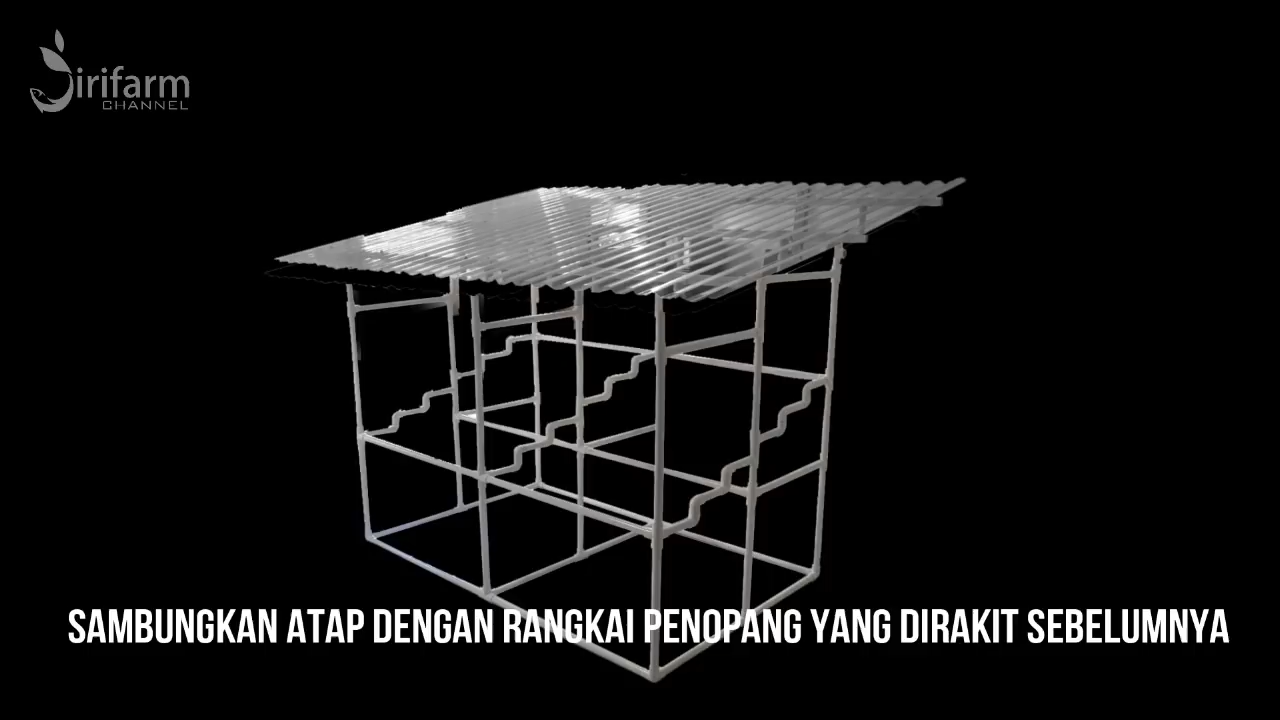 Jirifarm
CHANNEL
SAMBUNGKAN ATAP DENGAN RANGKAI PENOPANG YANG DIRAKIT SEBELUMNYA